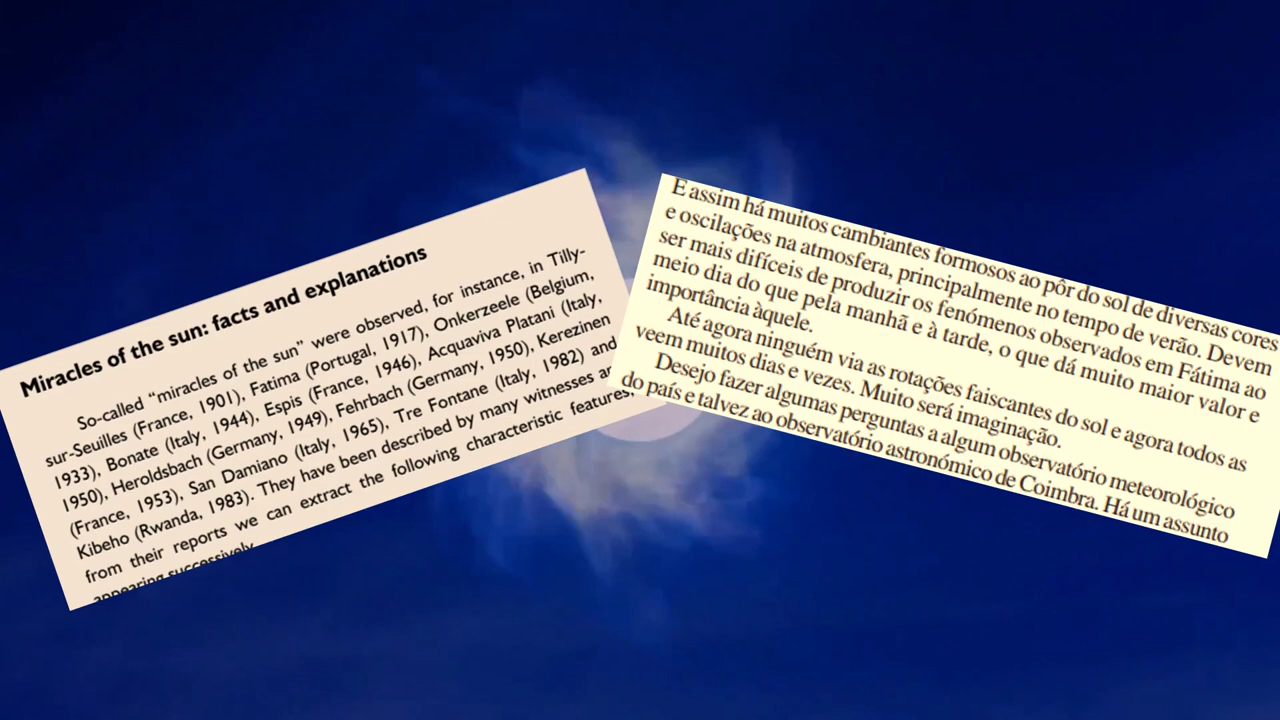 Miracles of the sun: facts and explanations
So-called “miracles of the sun” were observed, for instance, in Tilly-
sur-Seuilles (France, 1901), Fatima (Portugal, 1917), Onkerzeele (Belgium,
1933), Bonate (Italy, 1944), Espis (France, 1946), Acquaviva Platani (Italy,
1950), Heroldsbach (Germany, 1949), Fehrbach (Germany, 1950), Kerezinen
(France, 1953), San Damiano (Italy, 1965), Tre Fontane (Italy, 1982) and
Kibeho (Rwanda, 1983). They have been described by many witnesses
from their reports we can extract the following characteristic features,
appearing successively
E assim há muitos cambiantes formosos ao pôr do sol de diversas cores
e oscilações na atmosfera, principalmente no tempo de verão. Devem
ser mais difíceis de produzir os fenómenos observados em Fátima ao
meio dia do que pela manhã e à tarde, o que dá muito maior valor e
importância àquele.
Até agora ninguém via as rotações faiscantes do sol e agora todos as
veem muitos dias e vezes. Muito será imaginação.
Desejo fazer algumas perguntas a algum observatório meteorológico
do país e talvez ao observatório astronómico de Coimbra. Há um assunto